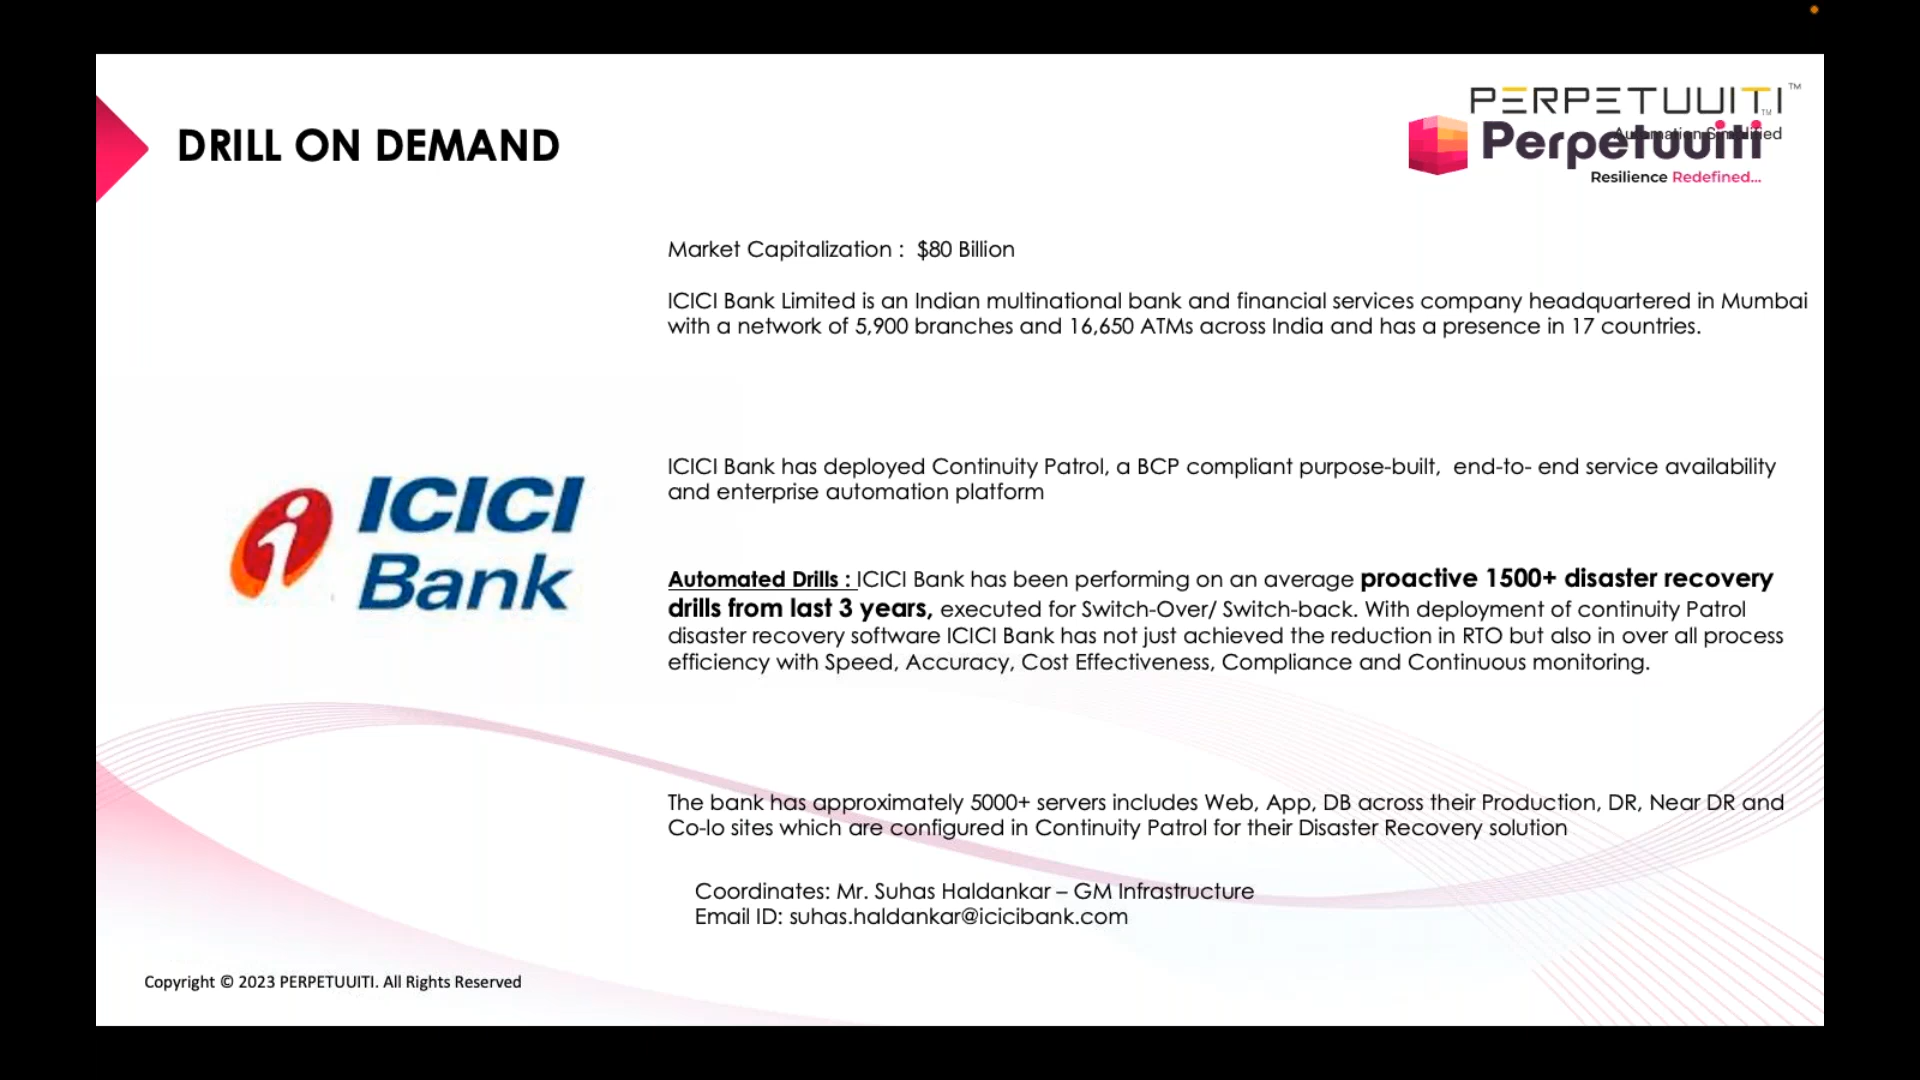 PERPETUUITI™
Automation Simplified
DRILL ON DEMAND
Perpetuuiti™
Resilience Redefined...
Market Capitalization :  $80 Billion
ICICI Bank Limited is an Indian multinational bank and financial services company headquartered in Mumbai
with a network of 5,900 branches and 16,650 ATMs across India and has a presence in 17 countries.
ICICI Bank has deployed Continuity Patrol, a BCP compliant purpose-built,  end-to- end service availability
and enterprise automation platform
ICICI
Bank
Automated Drills : ICICI Bank has been performing on an average proactive 1500+ disaster recovery
drills from last 3 years, executed for Switch-Over/ Switch-back. With deployment of continuity Patrol
disaster recovery software ICICI Bank has not just achieved the reduction in RTO but also in over all process
efficiency with Speed, Accuracy, Cost Effectiveness, Compliance and Continuous monitoring.
The bank has approximately 5000+ servers includes Web, App, DB across their Production, DR, Near DR and
Co-lo sites which are configured in Continuity Patrol for their Disaster Recovery solution
Coordinates: Mr. Suhas Haldankar – GM Infrastructure
Email ID: suhas.haldankar@icicibank.com
Copyright © 2023 PERPETUUITI. All Rights Reserved